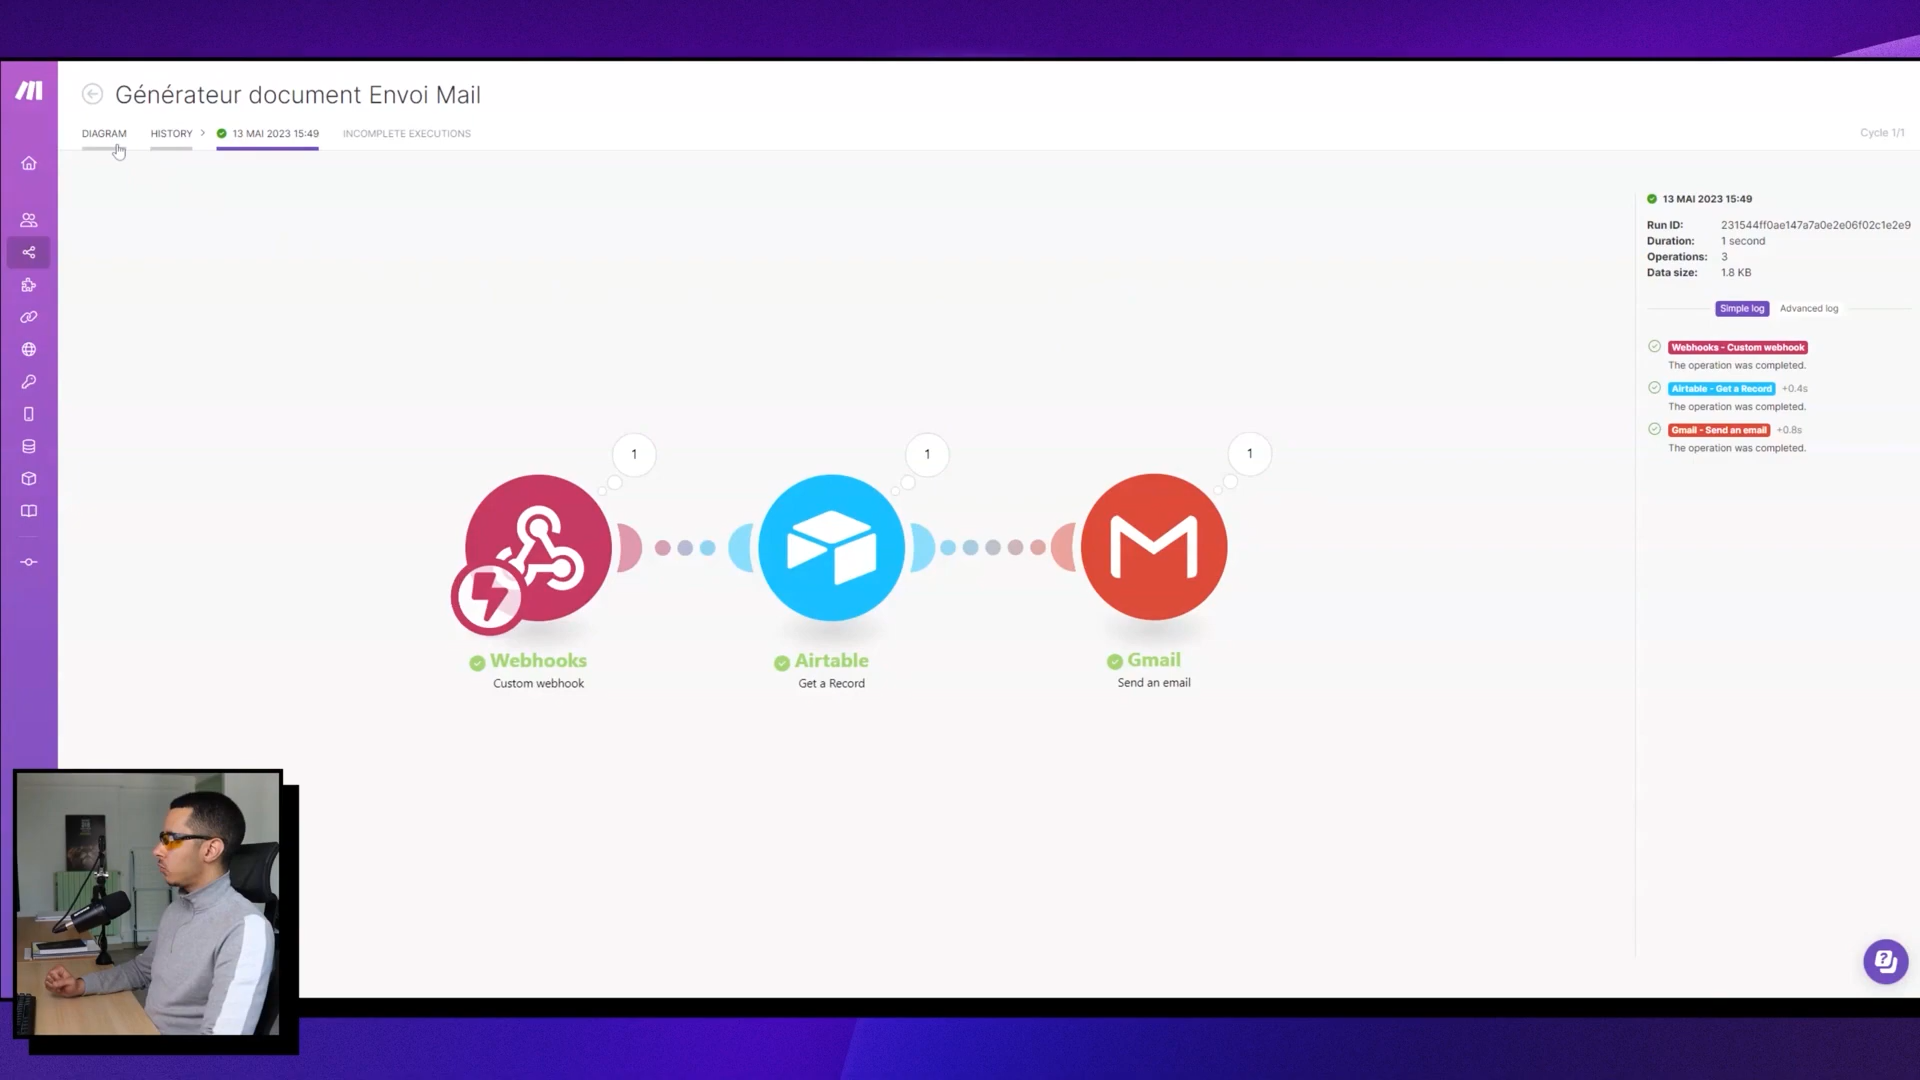 Générateur document Envoi Mail
DIAGRAM
HISTORY
13 MAI 2023 15:49
INCOMPLETE EXECUTIONS
Cycle 1/1
13 MAI 2023 15:49
Run ID: 231544ff0ae147a7a0e2e06f02c1e2e9
Duration: 1 second
Operations: 3
Data size: 1.8 KB
Simple log Advanced log
Webhooks - Custom webhook
The operation was completed.
Airtable - Get a Record +0.4s
The operation was completed.
Gmail - Send an email +0.8s
The operation was completed.
1
1
1
Webhooks
Custom webhook
Airtable
Get a Record
Gmail
Send an email